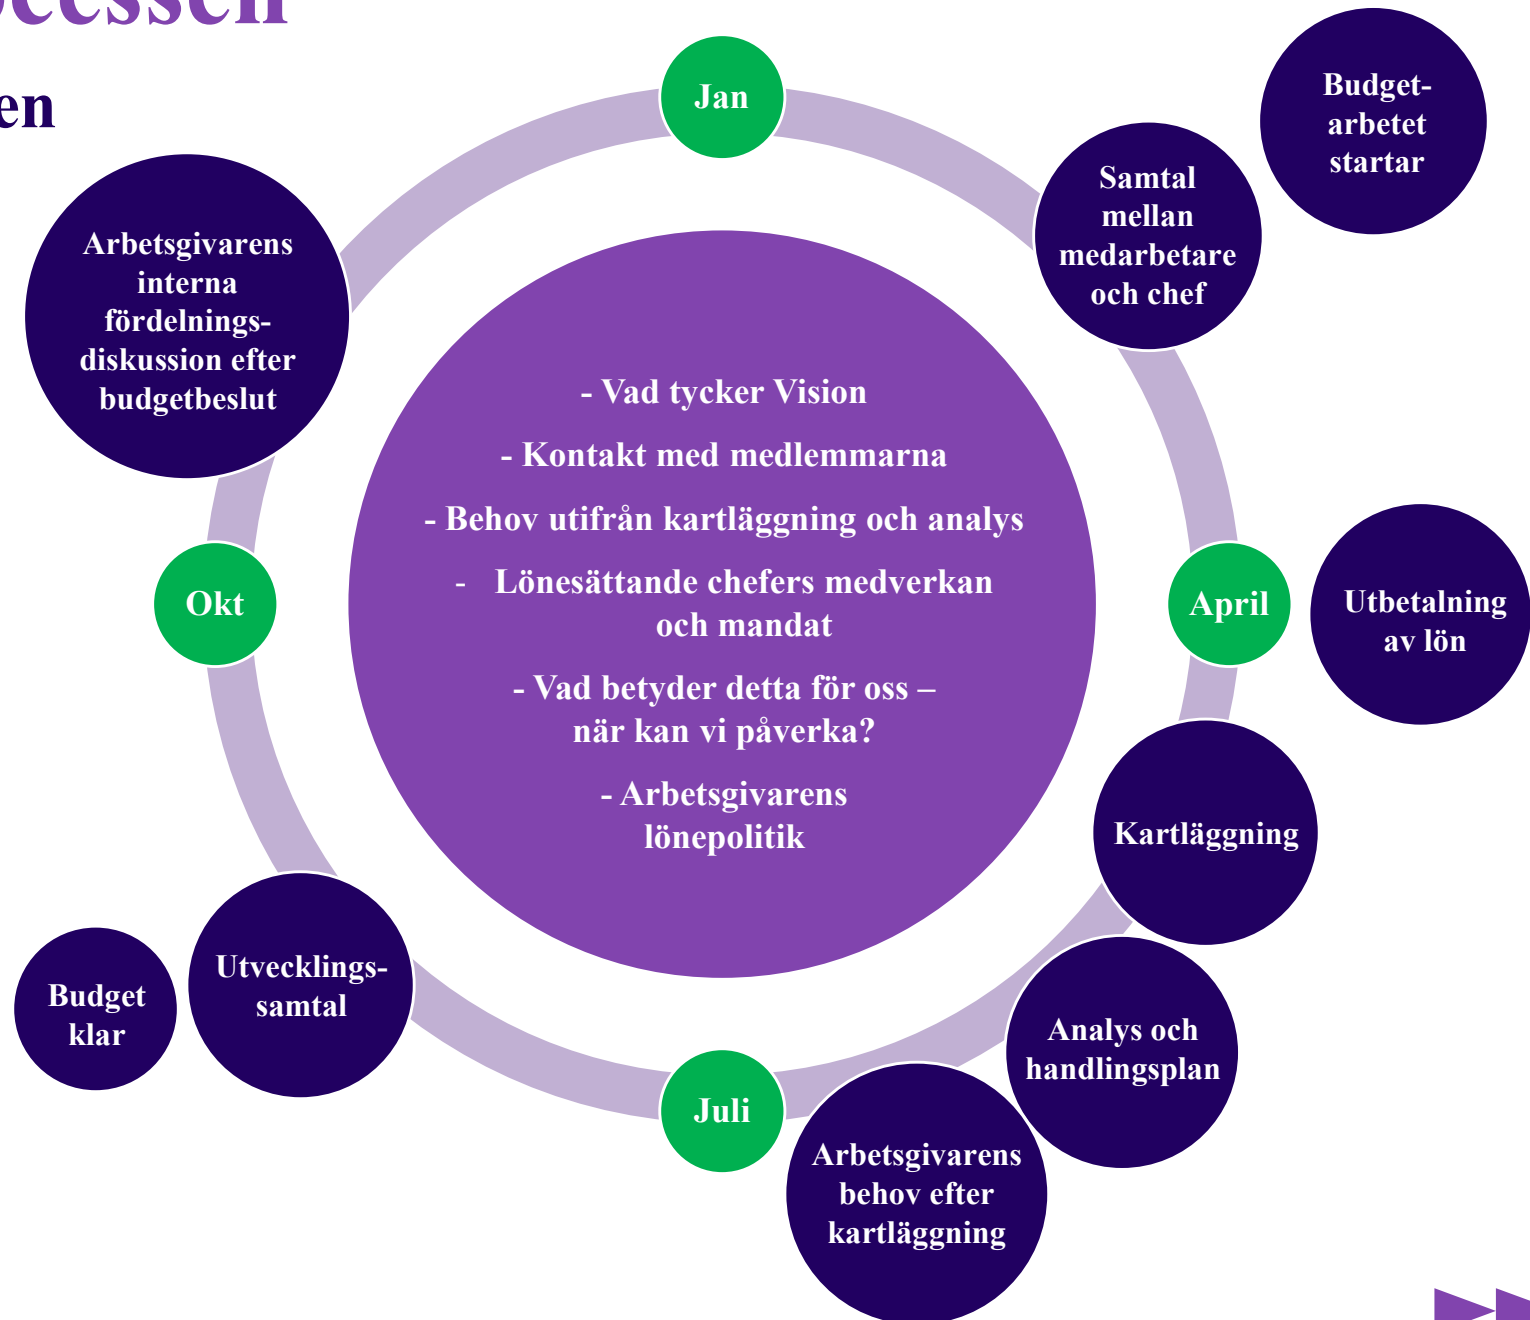 en
Jan
Budget-
arbetet
startar
Samtal
mellan
medarbetare
och chef
Arbetsgivarens
interna
fördelnings-
diskussion efter
budgetbeslut
- Vad tycker Vision
- Kontakt med medlemmarna
- Behov utifrån kartläggning och analys
- Lönesättande chefers medverkan
och mandat
- Vad betyder detta för oss –
när kan vi påverka?
- Arbetsgivarens
lönepolitik
Okt
April
Utbetalning
av lön
Kartläggning
Utvecklings-
samtal
Budget
klar
Analys och
handlingsplan
Juli
Arbetsgivarens
behov efter
kartläggning